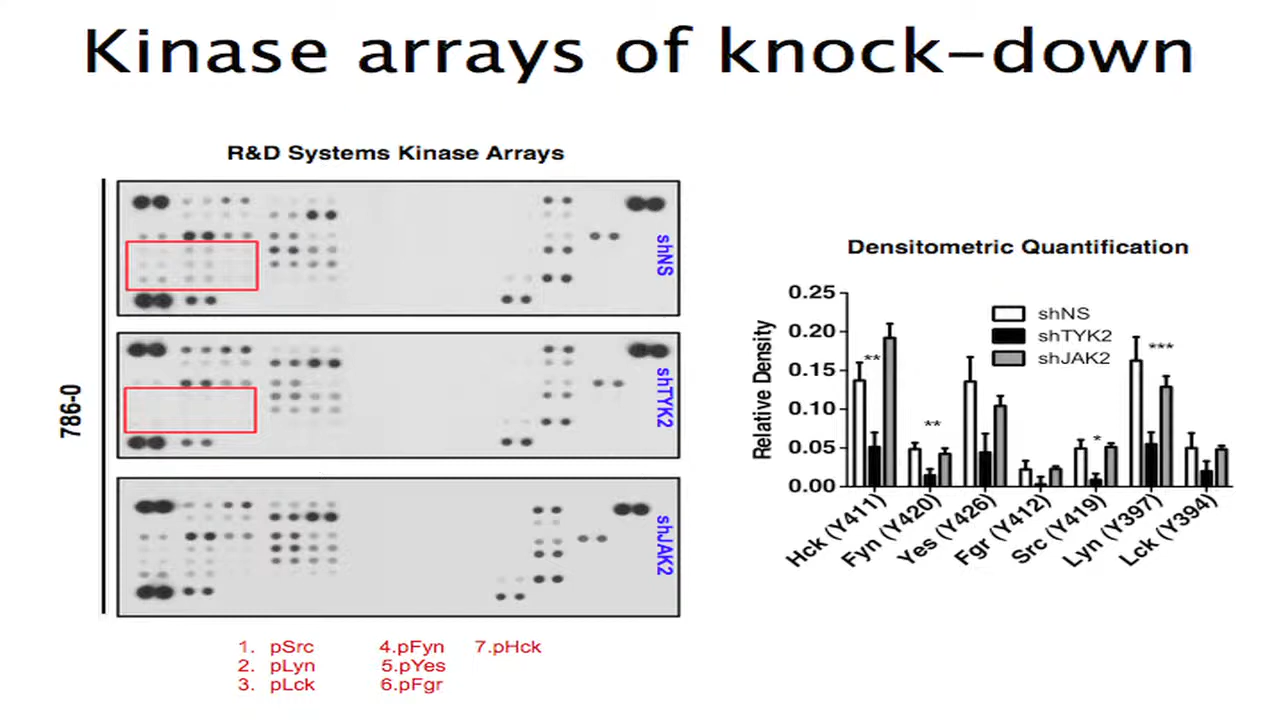 Kinase arrays of knock–down
R&D Systems Kinase Arrays
786-0
shNS
shTYK2
shJAK2
1. pSrc 4.pFyn 7.pHck
2. pLyn 5.pYes
3. pLck 6.pFgr
Densitometric Quantification
Relative Density
0.25
0.20
0.15
0.10
0.05
0.00
shNS
shTYK2
shJAK2
**
**
*
***
Hck (Y411)
Fyn (Y420)
Yes (Y426)
Fgr (Y412)
Src (Y419)
Lyn (Y397)
Lck (Y394)